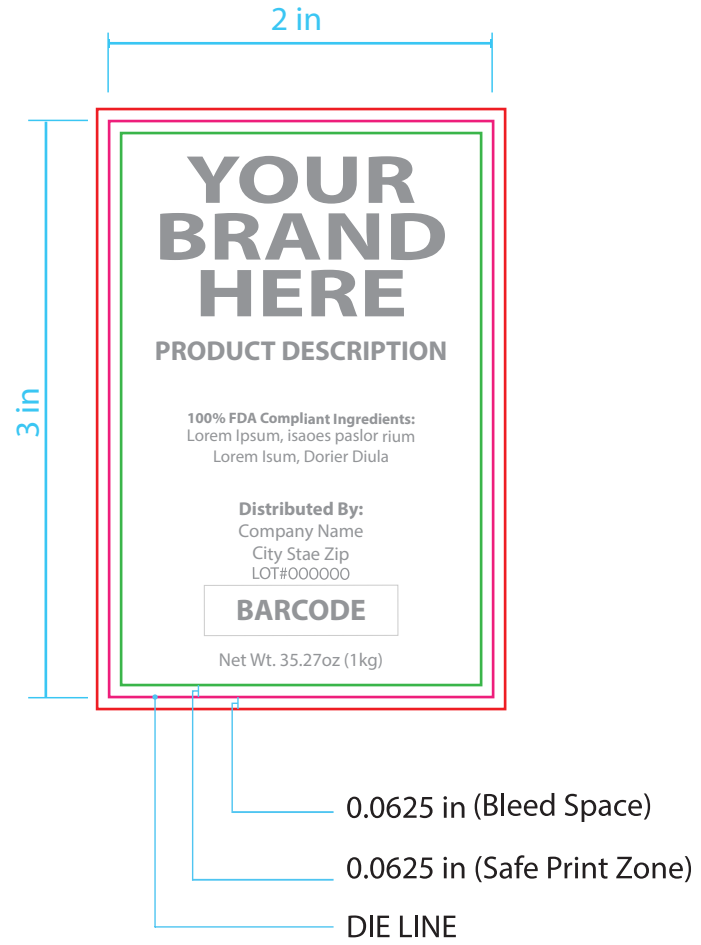 2 in
3 in
YOUR
BRAND
HERE
PRODUCT DESCRIPTION
100% FDA Compliant Ingredients:
Lorem Ipsum, isaoes paslor rium
Lorem Isum, Dorier Diula
Distributed By:
Company Name
City Stae Zip
LOT#000000
BARCODE
Net Wt. 35.27oz (1kg)
0.0625 in (Bleed Space)
0.0625 in (Safe Print Zone)
DIE LINE